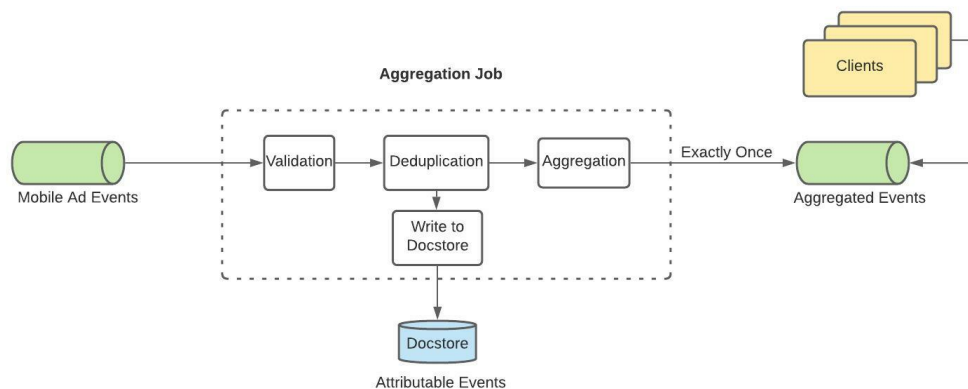 Clients
Aggregation Job
Validation
Deduplication
Aggregation
Exactly Once
Mobile Ad Events
Aggregated Events
Write to
Docstore
Docstore
Attributable Events